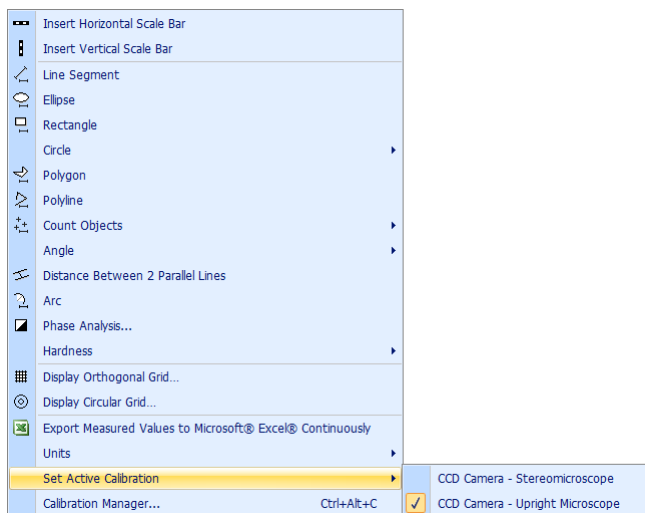 Insert Horizontal Scale Bar
Insert Vertical Scale Bar
Line Segment
Ellipse
Rectangle
Circle
Polygon
Polyline
Count Objects
Angle
Distance Between 2 Parallel Lines
Arc
Phase Analysis...
Hardness
Display Orthogonal Grid...
Display Circular Grid...
Export Measured Values to Microsoft® Excel® Continuously
Units
Set Active Calibration
CCD Camera - Stereomicroscope
Calibration Manager... Ctrl+Alt+C
CCD Camera - Upright Microscope